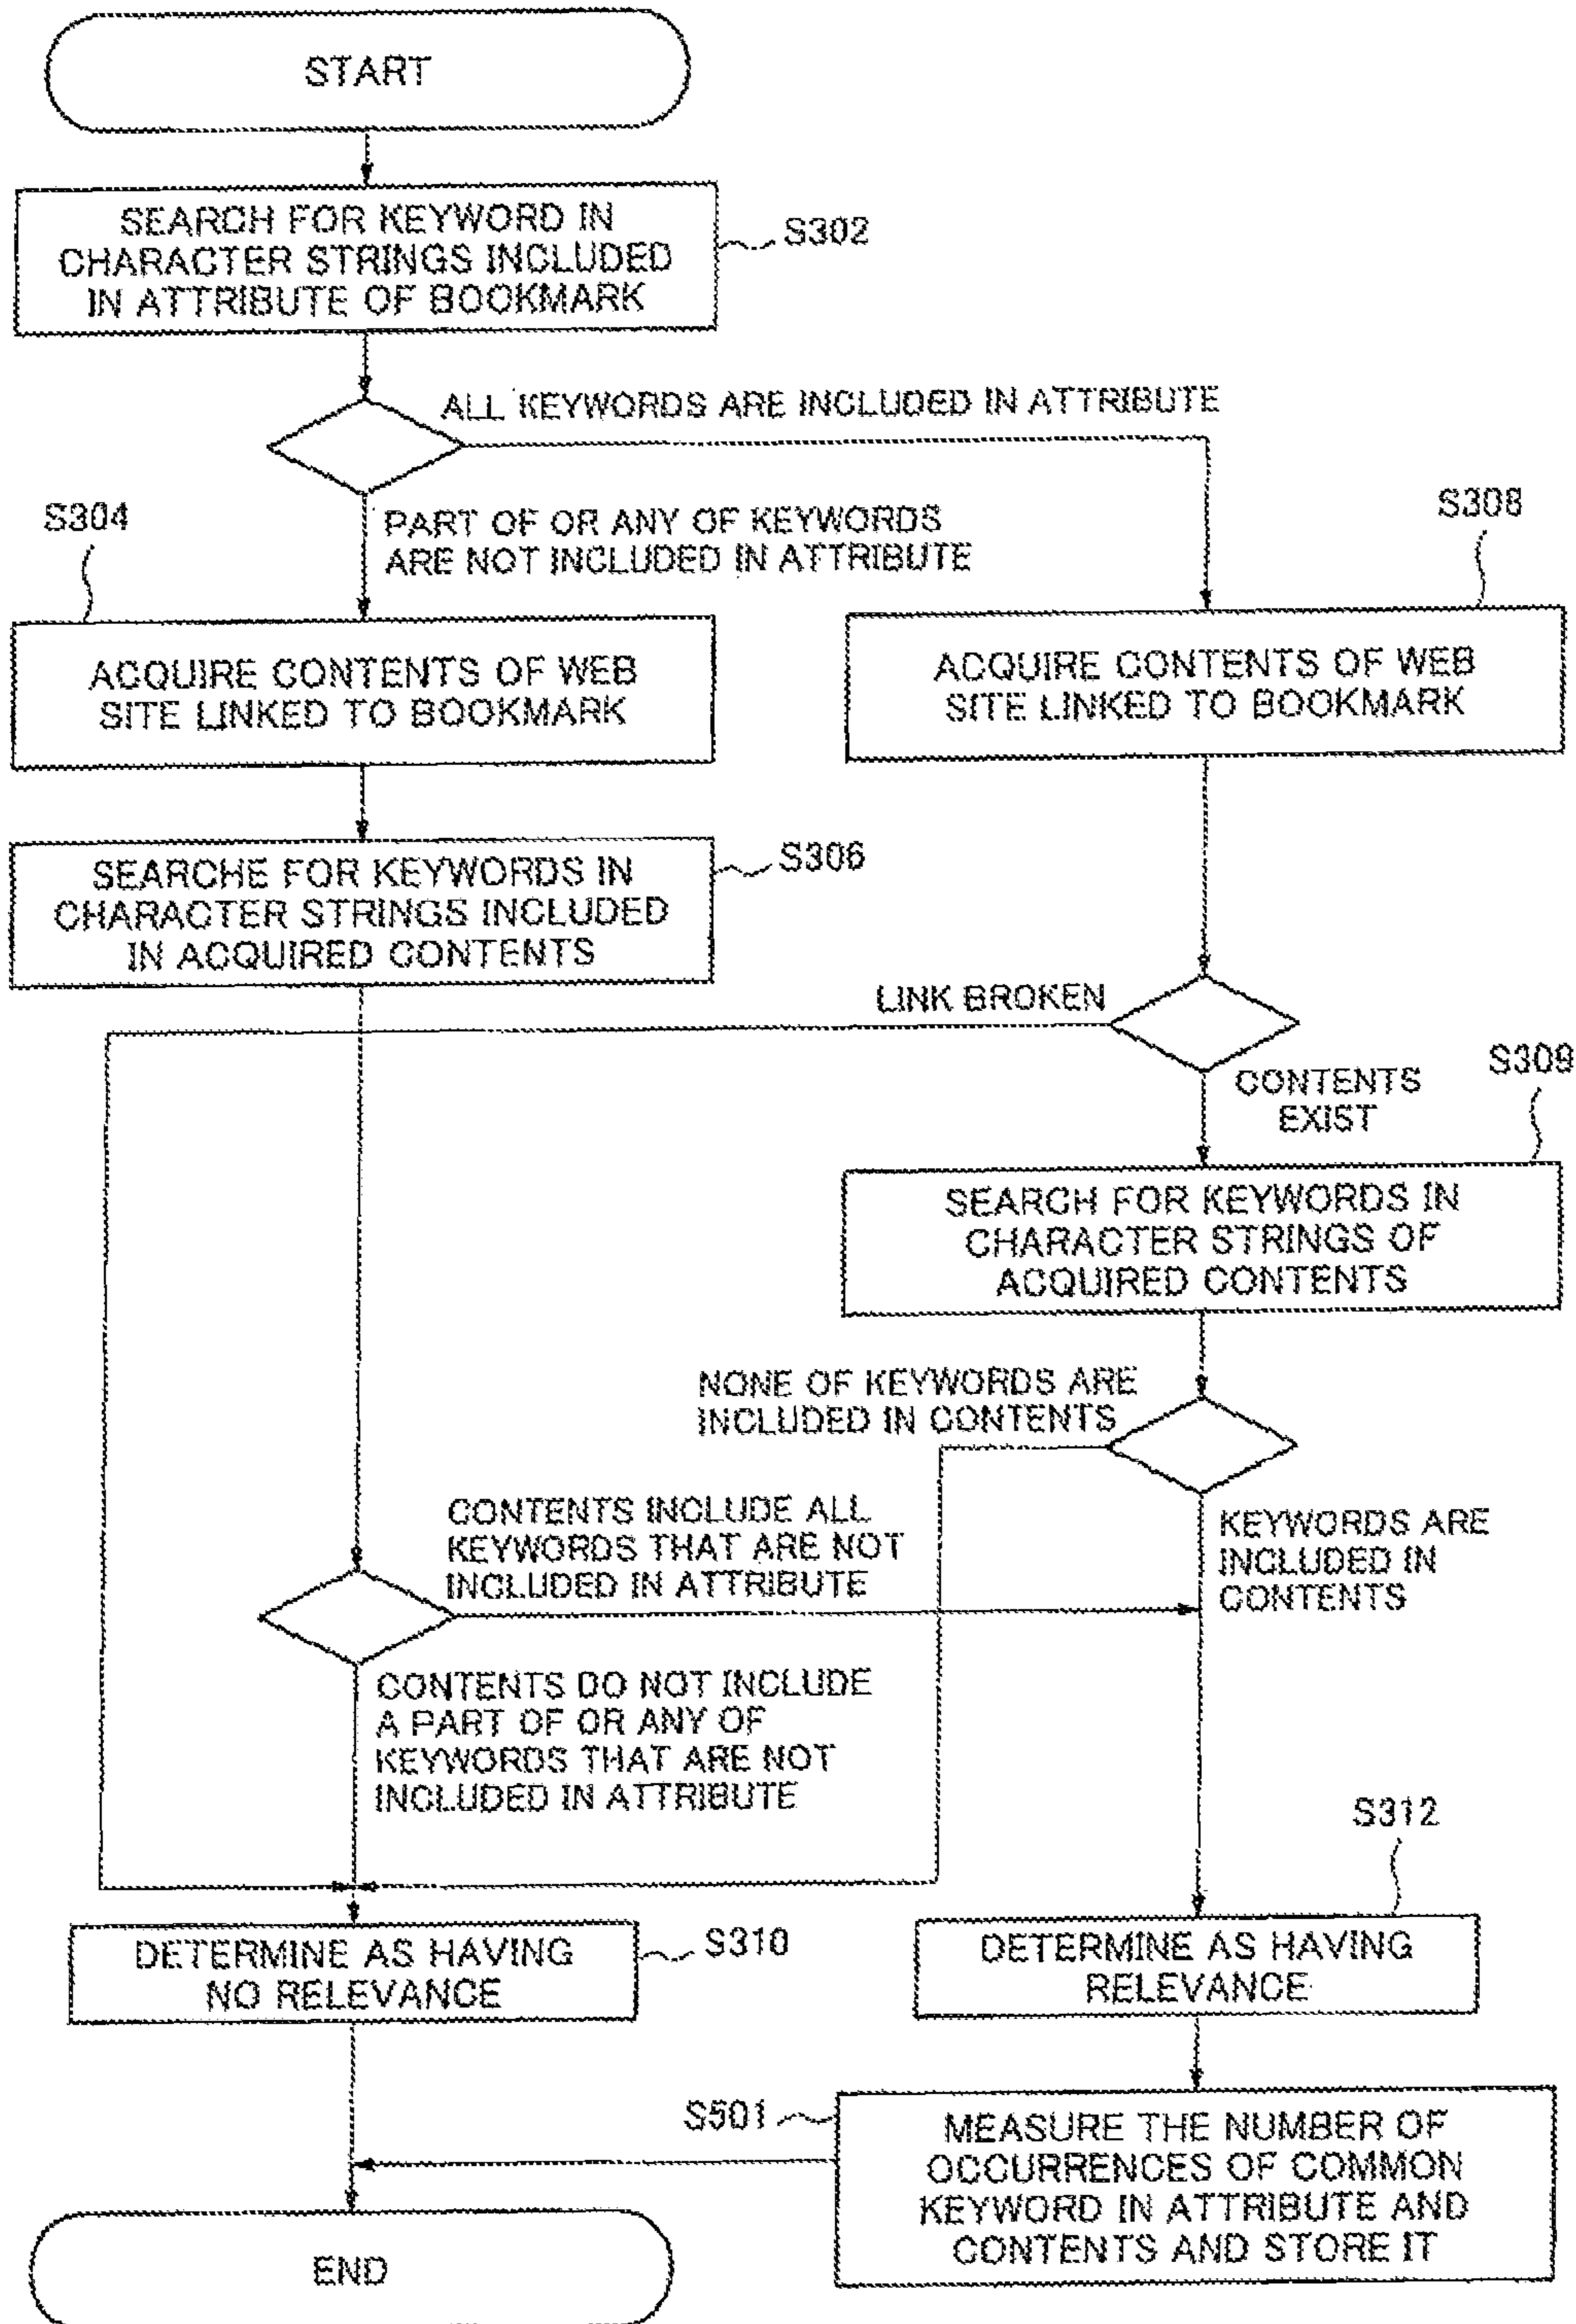 START
SEARCH FOR KEYWORD IN
CHARACTER STRINGS INCLUDED
IN ATTRIBUTE OF BOOKMARK
S302
ALL KEYWORDS ARE INCLUDED IN ATTRIBUTE
PART OF OR ANY OF KEYWORDS
ARE NOT INCLUDED IN ATTRIBUTE
S304
ACQUIRE CONTENTS OF WEB
SITE LINKED TO BOOKMARK
S308
ACQUIRE CONTENTS OF WEB
SITE LINKED TO BOOKMARK
SEARCHE FOR KEYWORDS IN
CHARACTER STRINGS INCLUDED
IN ACQUIRED CONTENTS
S306
LINK BROKEN
CONTENTS
EXIST
S309
SEARCH FOR KEYWORDS IN
CHARACTER STRINGS OF
ACQUIRED CONTENTS
NONE OF KEYWORDS ARE
INCLUDED IN CONTENTS
KEYWORDS ARE
INCLUDED IN
CONTENTS
CONTENTS INCLUDE ALL
KEYWORDS THAT ARE NOT
INCLUDED IN ATTRIBUTE
CONTENTS DO NOT INCLUDE
A PART OF OR ANY OF
KEYWORDS THAT ARE NOT
INCLUDED IN ATTRIBUTE
DETERMINE AS HAVING
NO RELEVANCE
S310
S312
DETERMINE AS HAVING
RELEVANCE
S501
MEASURE THE NUMBER OF
OCCURRENCES OF COMMON
KEYWORD IN ATTRIBUTE AND
CONTENTS AND STORE IT
END